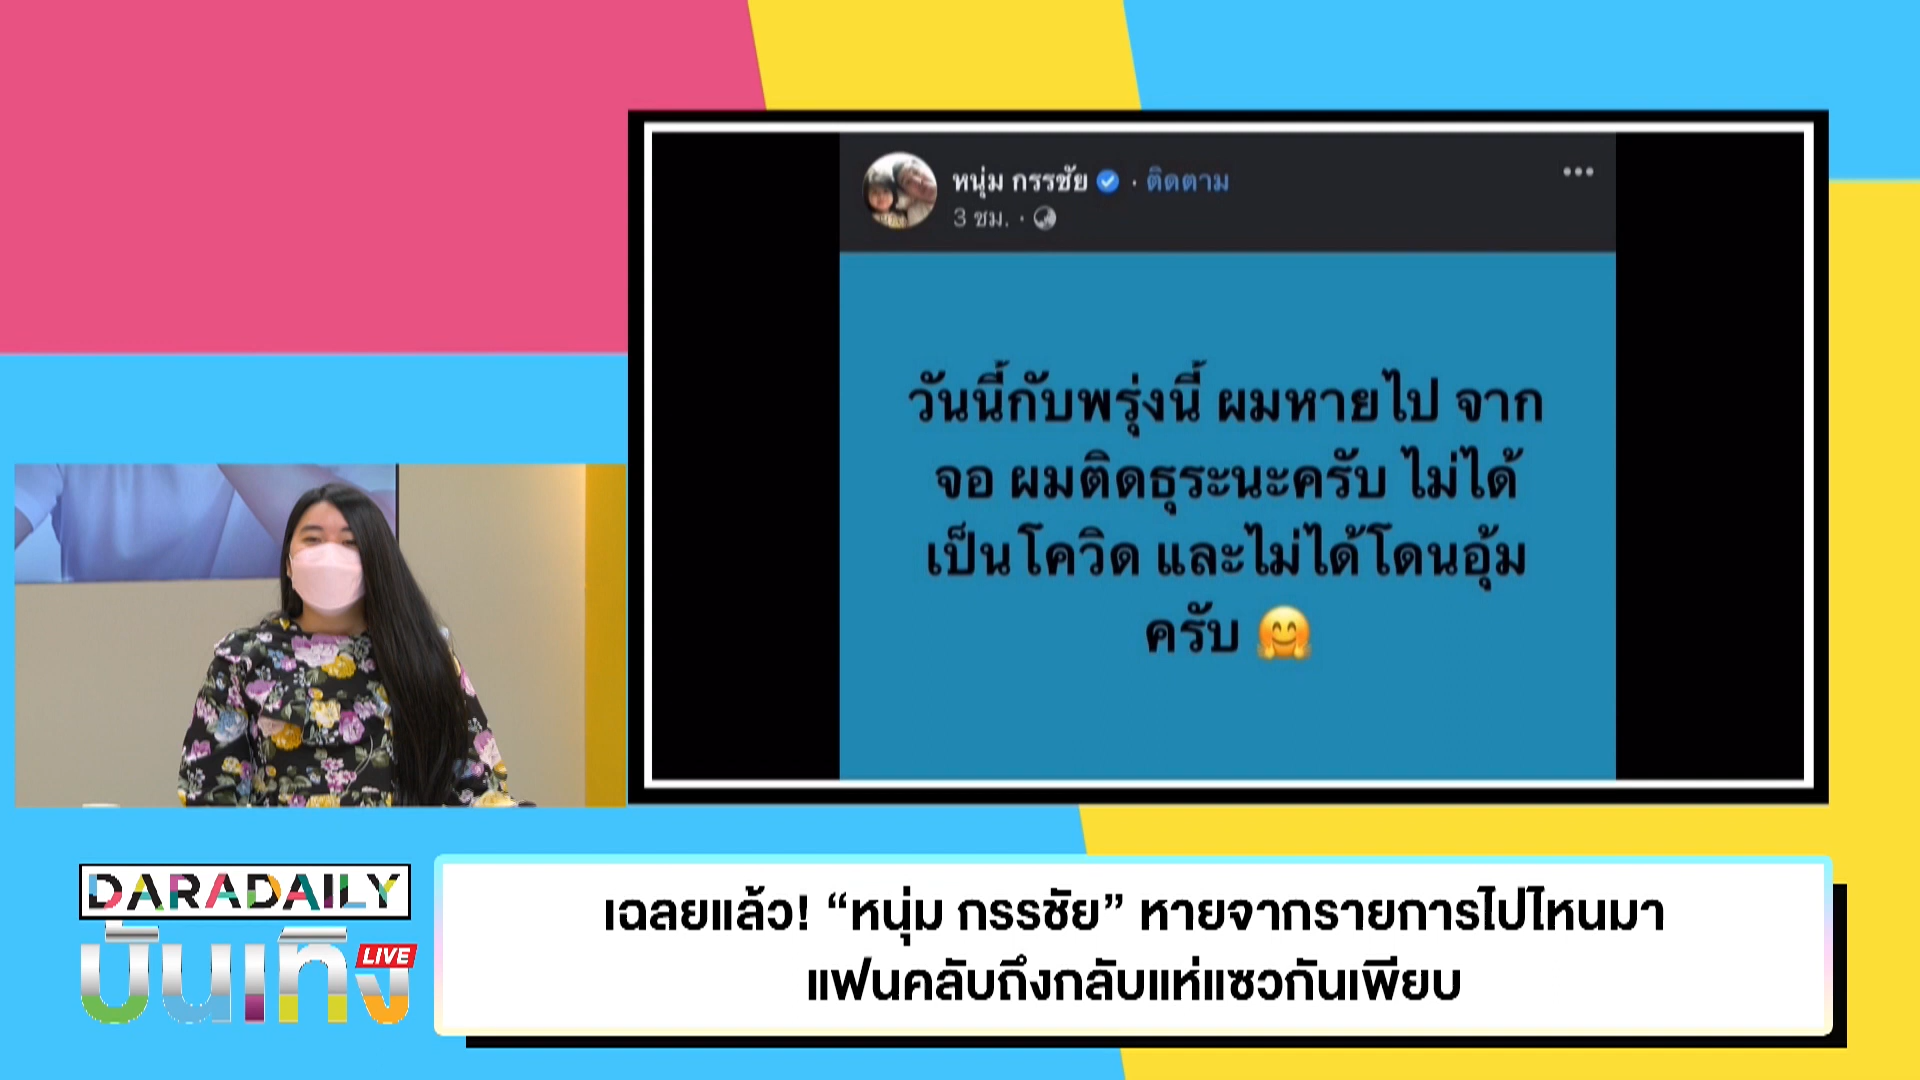 หนุ่ม กรรชัย · ติดตาม
3 ชม. ·
วันนี้กับพรุ่งนี้ ผมหายไป จาก
จอ ผมติดธุระนะครับ ไม่ได้
เป็นโควิด และไม่ได้โดนอุ้ม
ครับ 🤗
DARADAILY
บันเทิง LIVE
เฉลยแล้ว! “หนุ่ม กรรชัย” หายจากรายการไปไหนมา
แฟนคลับถึงกลับแห่แซวกันเพียบ